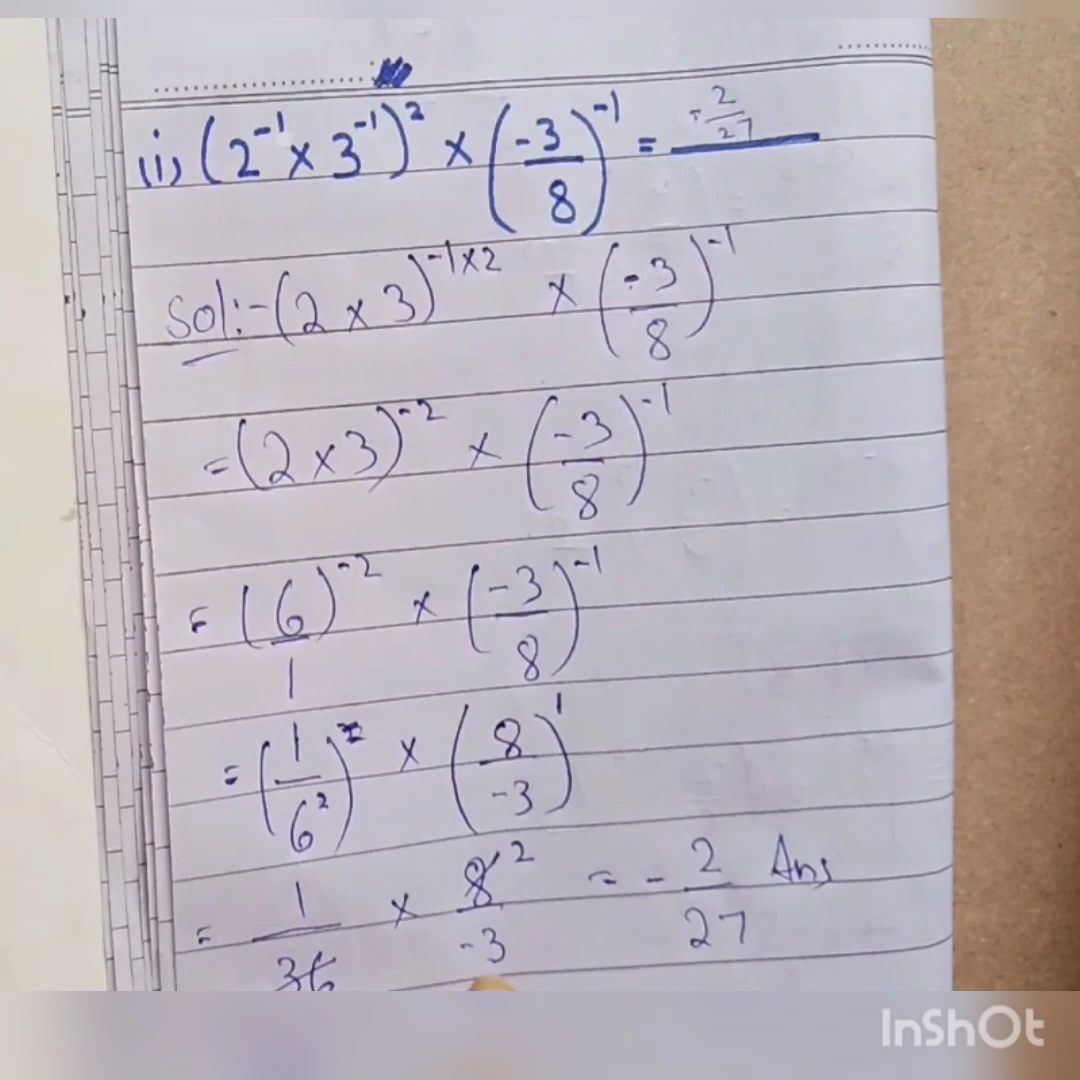 (i) (2⁻¹ × 3⁻¹)² × (-3/8)⁻¹ = -2/27
Sol:- (2 × 3)⁻¹ˣ² × (-3/8)⁻¹
= (2 × 3)⁻² × (-3/8)⁻¹
= (6/1)⁻² × (-3/8)⁻¹
= (1/6²) × (8/-3)¹
= 1/36 × 8²/-3 = -2/27 Ans
InShOt